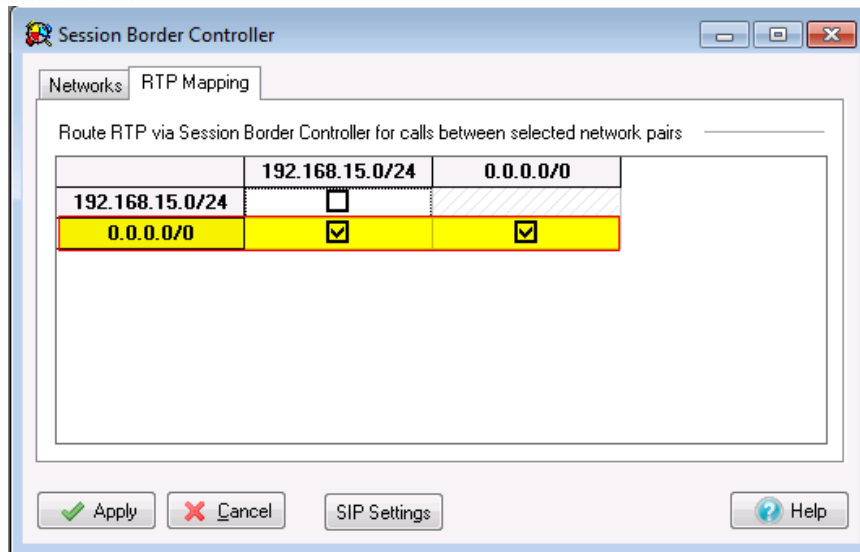 Session Border Controller
Networks RTP Mapping
Route RTP via Session Border Controller for calls between selected network pairs
192.168.15.0/24 0.0.0.0/0
192.168.15.0/24
0.0.0.0/0
Apply Cancel SIP Settings Help